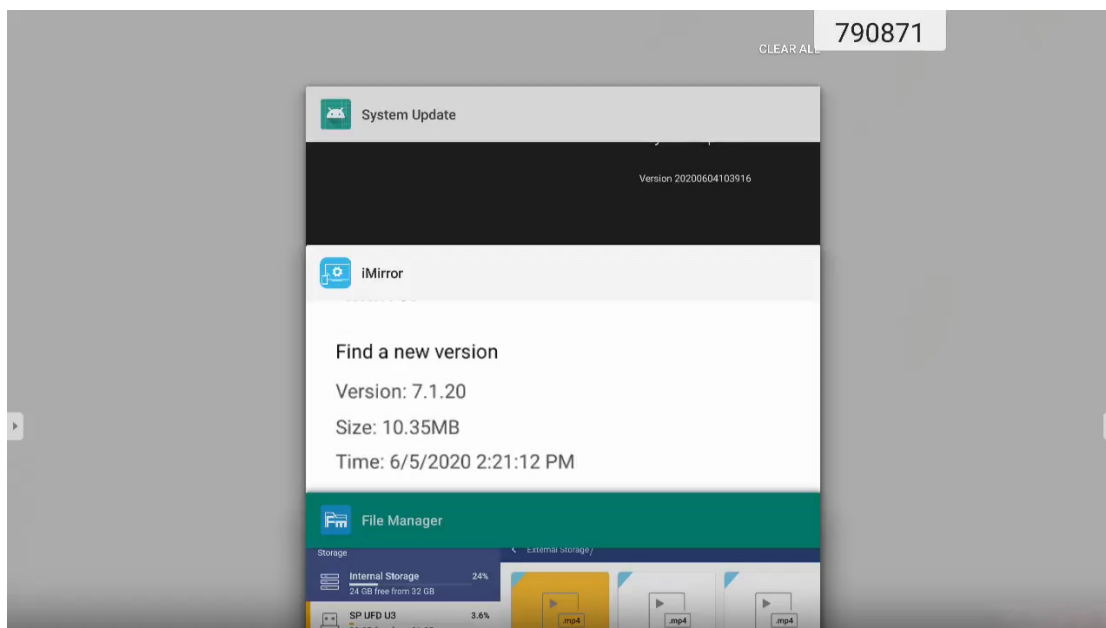 790871
CLEAR ALL
System Update
Version 20200604103916
iMirror
Find a new version
Version: 7.1.20
Size: 10.35MB
Time: 6/5/2020 2:21:12 PM
Fm File Manager
Storage
External Storage/
Internal Storage 24%
24 GB free from 32 GB
SP UFD U3 3.6%
.mp4 .mp4 .mp4